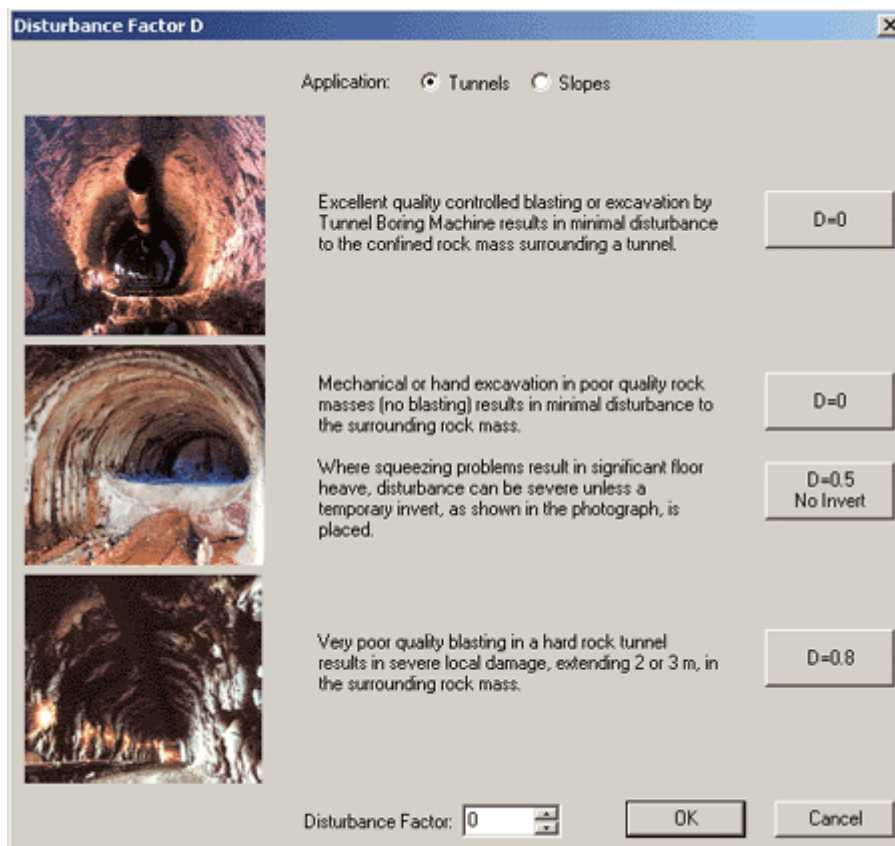 Disturbance Factor D
Application: Tunnels Slopes
Excellent quality controlled blasting or excavation by
Tunnel Boring Machine results in minimal disturbance
to the confined rock mass surrounding a tunnel.
D=0
Mechanical or hand excavation in poor quality rock
masses (no blasting) results in minimal disturbance to
the surrounding rock mass.
D=0
Where squeezing problems result in significant floor
heave, disturbance can be severe unless a
temporary invert, as shown in the photograph, is
placed.
D=0.5
No Invert
Very poor quality blasting in a hard rock tunnel
results in severe local damage, extending 2 or 3 m, in
the surrounding rock mass.
D=0.8
Disturbance Factor: 0 OK Cancel